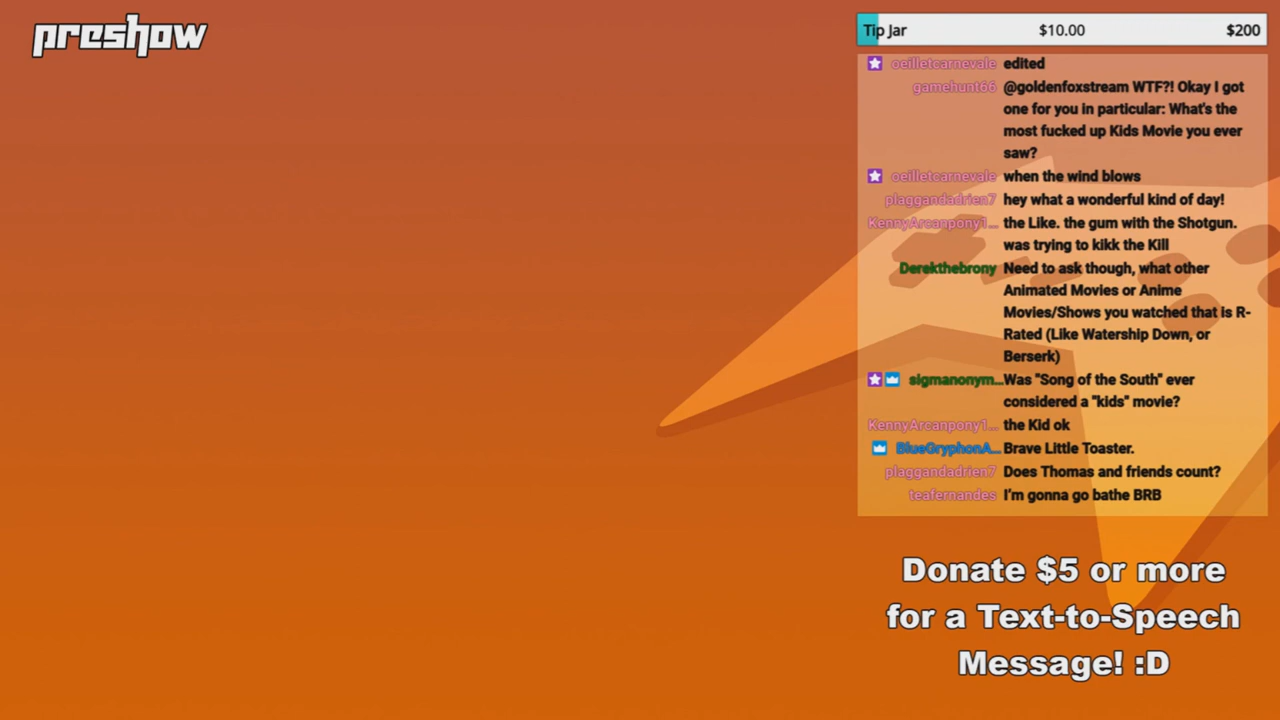 preshow
Tip Jar $10.00 $200
oeilletcarnevale edited
gamehunt66 @goldenfoxstream WTF?! Okay I got
one for you in particular: What's the
most fucked up Kids Movie you ever
saw?
oeilletcarnevale when the wind blows
plaggandadrien7 hey what a wonderful kind of day!
KennyArcanpony1... the Like. the gum with the Shotgun.
was trying to kikk the Kill
Derekthebrony Need to ask though, what other
Animated Movies or Anime
Movies/Shows you watched that is R-
Rated (Like Watership Down, or
Berserk)
sigmanonym... Was "Song of the South" ever
considered a "kids" movie?
KennyArcanpony1... the Kid ok
BlueGryphonA... Brave Little Toaster.
plaggandadrien7 Does Thomas and friends count?
teafernandes I'm gonna go bathe BRB
Donate $5 or more
for a Text-to-Speech
Message! :D